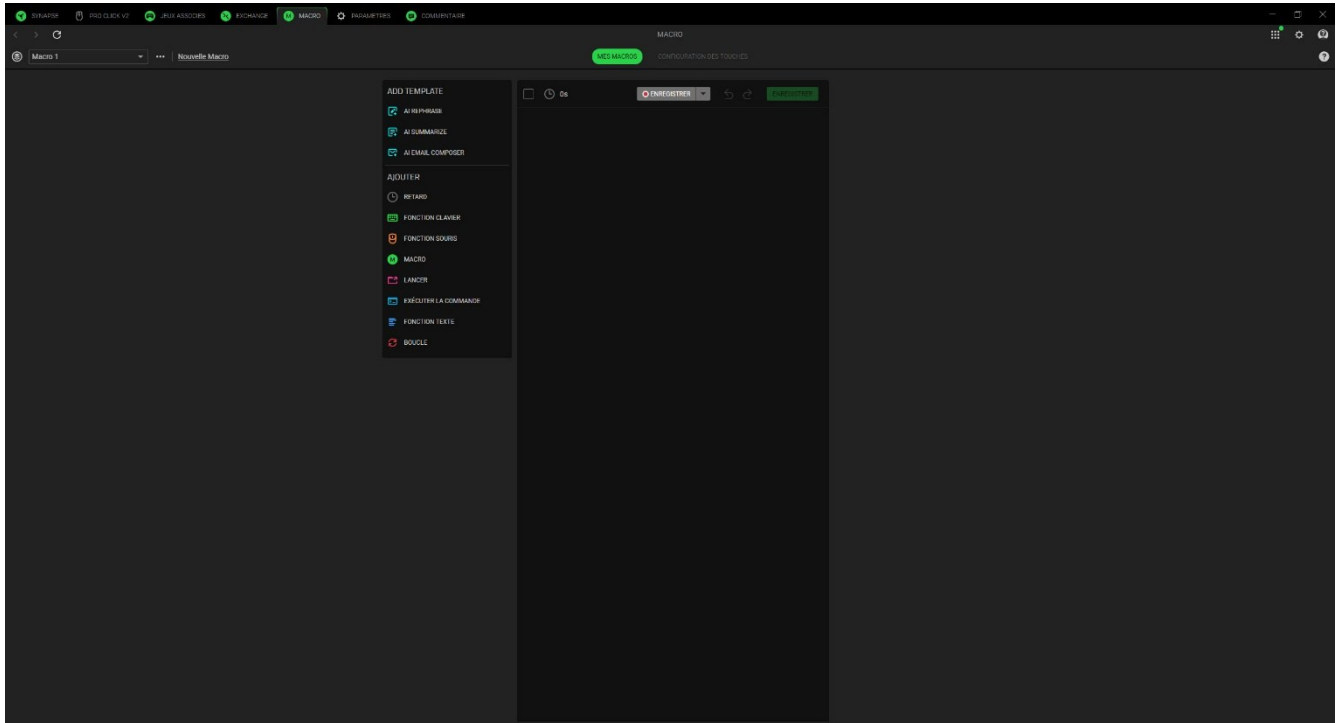 SYNAPSE PRO CLICK V2 JEUX ASSOCIÉS EXCHANGE MACRO PARAMÈTRES COMMENTAIRE
MACRO
Macro 1 Nouvelle Macro MES MACROS CONFIGURATION DES TOUCHES
ADD TEMPLATE
AI REPHRASE
AI SUMMARIZE
AI EMAIL COMPOSER
AJOUTER
RETARD
FONCTION CLAVIER
FONCTION SOURIS
MACRO
LANCER
EXÉCUTER LA COMMANDE
FONCTION TEXTE
BOUCLE
0s ENREGISTRER ENREGISTRER